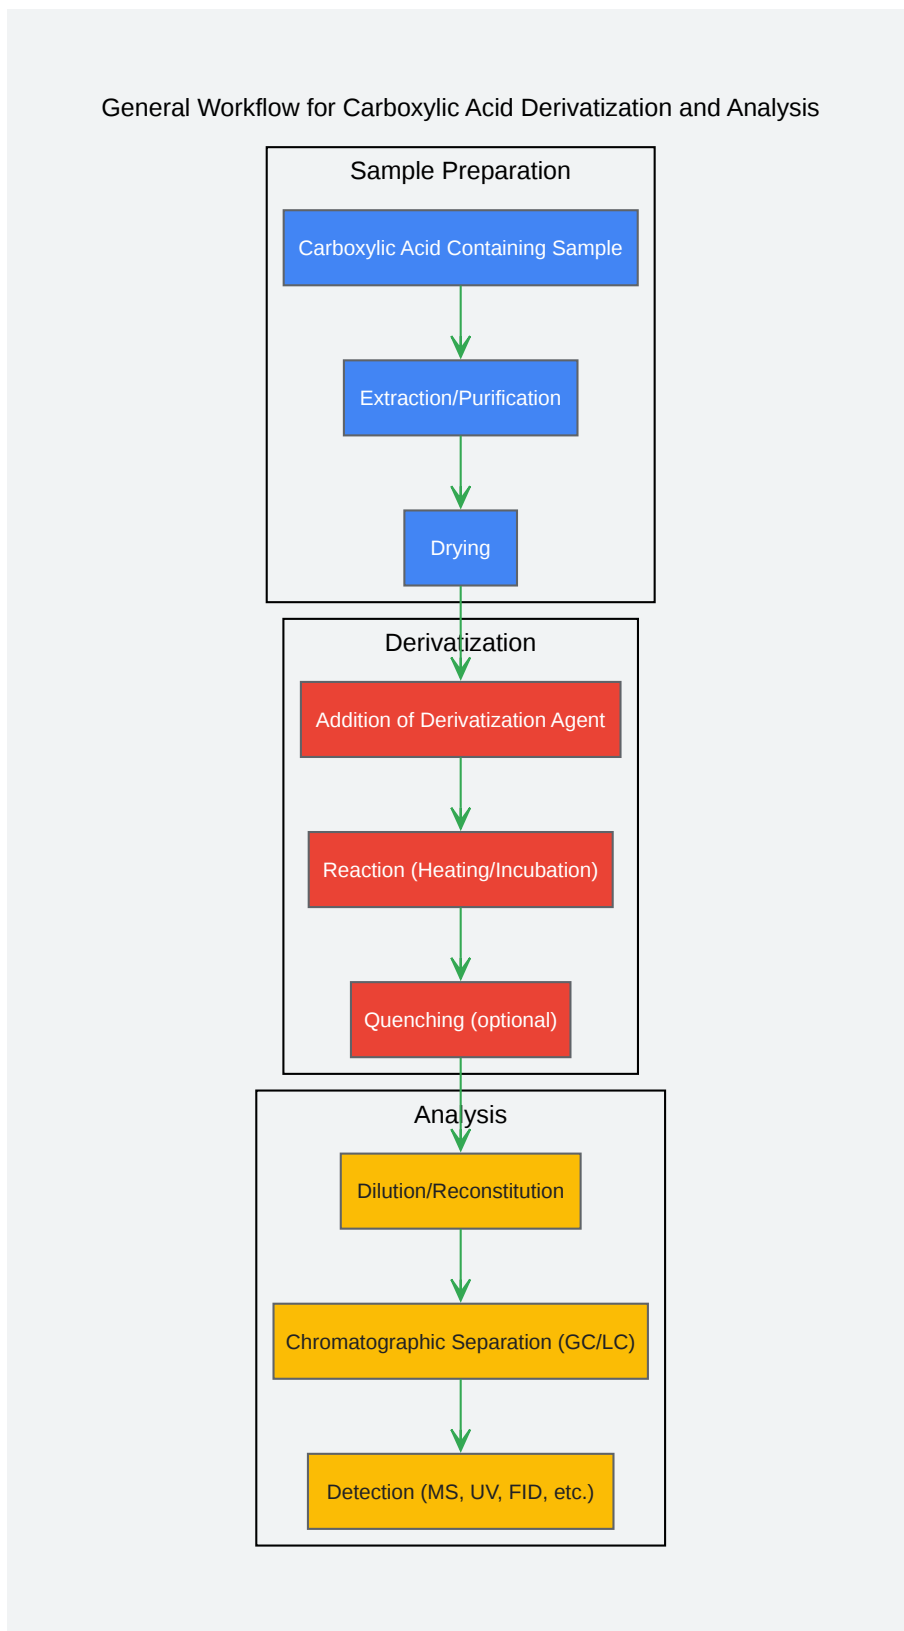 General Workflow for Carboxylic Acid Derivatization and Analysis
Sample Preparation
Carboxylic Acid Containing Sample
Extraction/Purification
Drying
Derivatization
Addition of Derivatization Agent
Reaction (Heating/Incubation)
Quenching (optional)
Analysis
Dilution/Reconstitution
Chromatographic Separation (GC/LC)
Detection (MS, UV, FID, etc.)